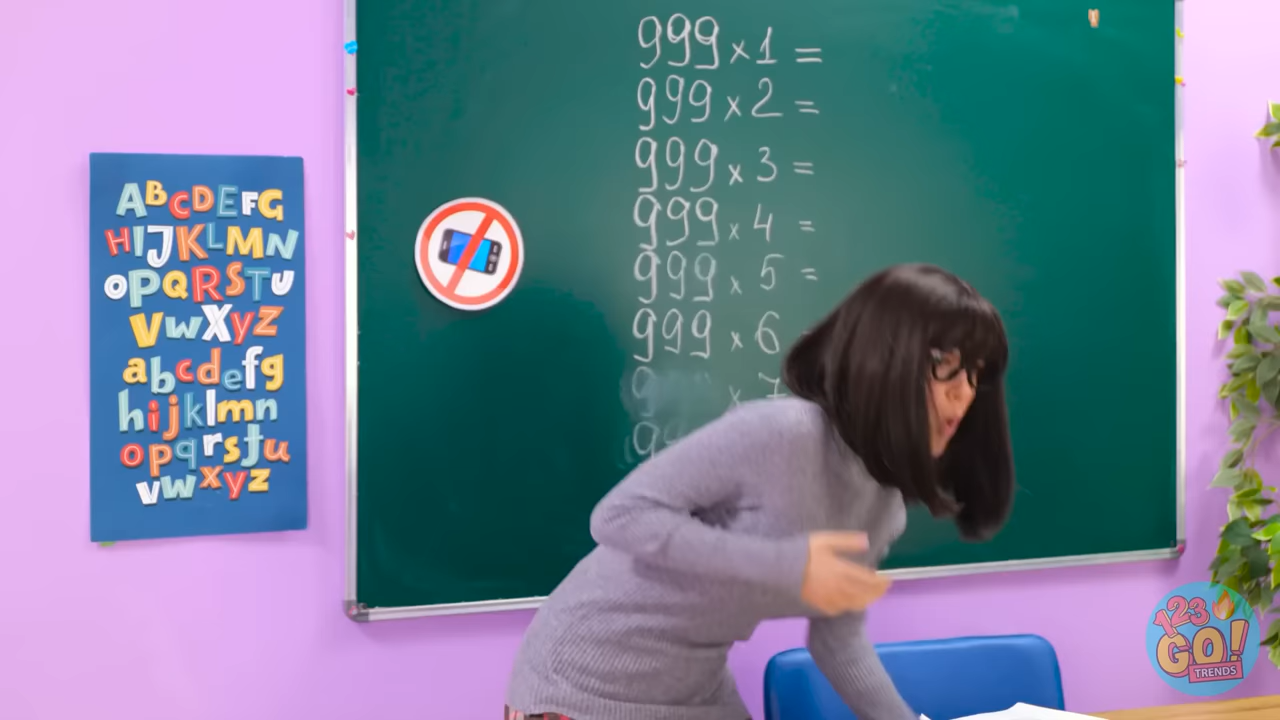 999 × 1 =
999 × 2 =
999 × 3 =
999 × 4 =
999 × 5 =
999 × 6
× 7
ABCDEFG
HIJKLMN
OPQRSTU
VWXYZ
abcdefg
hijklmn
opqrstu
vwxyz
123
GO!
TRENDS